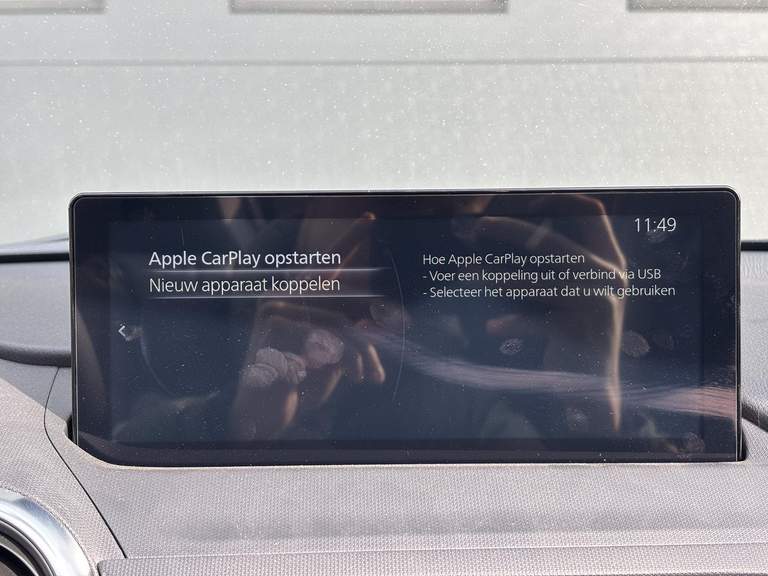 11:49
Apple CarPlay opstarten
Nieuw apparaat koppelen
Hoe Apple CarPlay opstarten
- Voer een koppeling uit of verbind via USB
- Selecteer het apparaat dat u wilt gebruiken